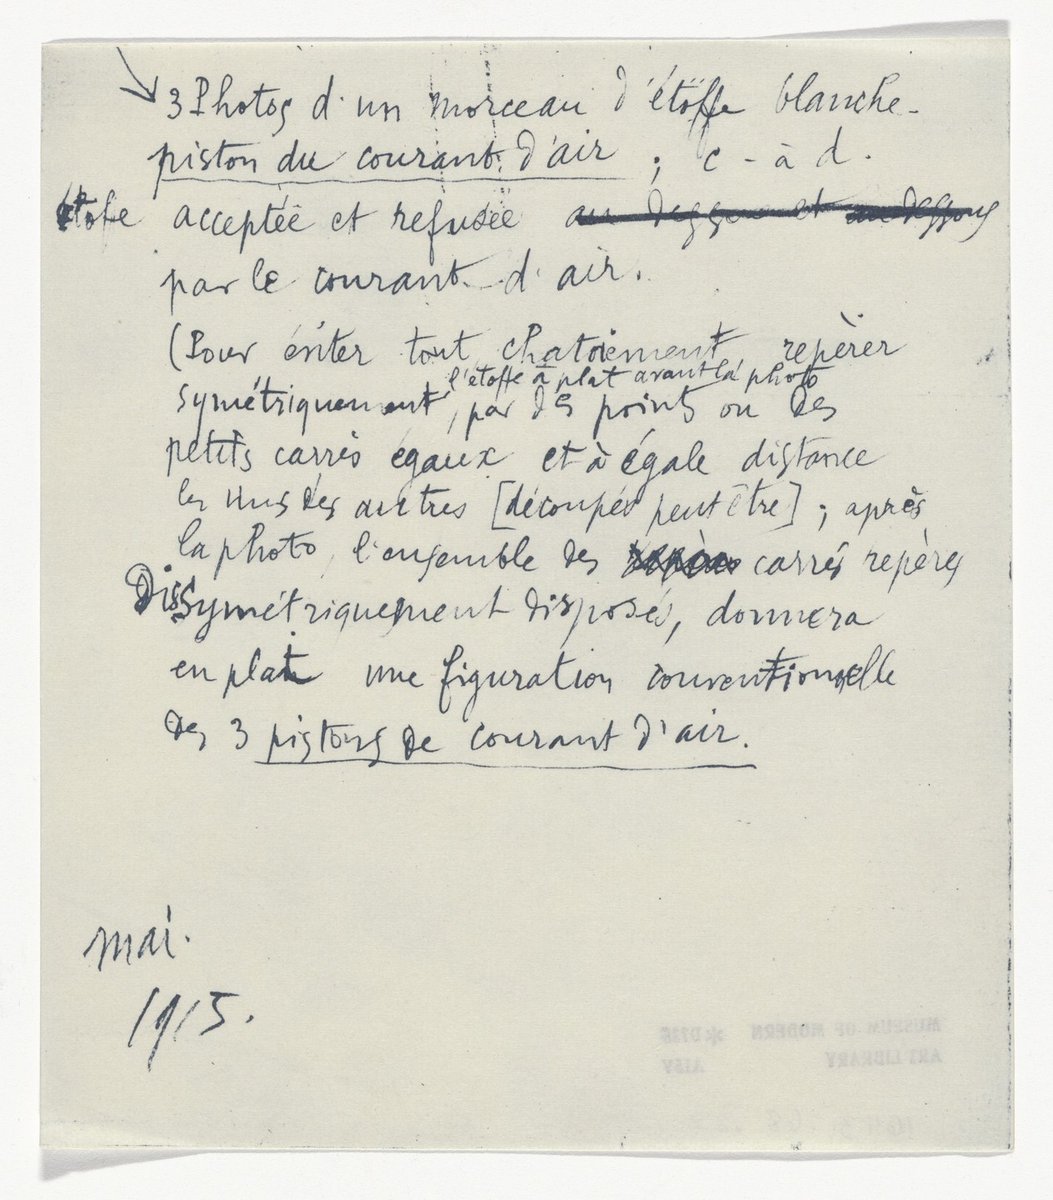 3 Photos d'un morceau d'étoffe blanche -
piston du courant d'air ; c - à d.
étoffe acceptée et refusée au dessus et au dessous
par le courant d'air.
(Pour éviter tout chatoiement repèrer
l'étoffe à plat avant la photo
symétriquement, par des points ou des
petits carrés égaux et à égale distance
les uns des autres [découpés peut être] ; après
la photo, l'ensemble des carrés repères
Dissymétriquement disposés, donnera
en plat une figuration conventionnelle
des 3 pistons de courant d'air.
mai.
1915.
MUSEUM OF MODERN
ART LIBRARY